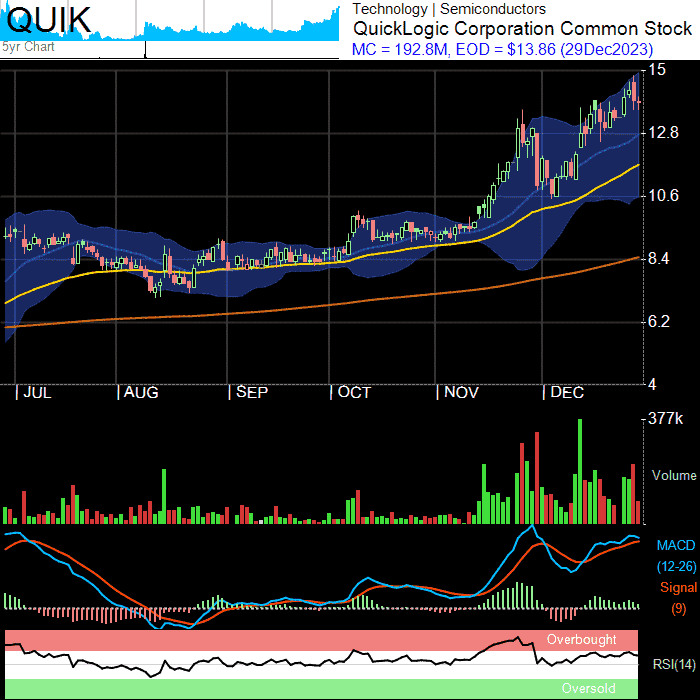 QUIK
5yr Chart
Technology | Semiconductors
QuickLogic Corporation Common Stock
MC = 192.8M, EOD = $13.86 (29Dec2023)
15
12.8
10.6
8.4
6.2
4
JUL AUG SEP OCT NOV DEC
377k
Volume
MACD
(12-26)
Signal
(9)
Overbought
RSI(14)
Oversold